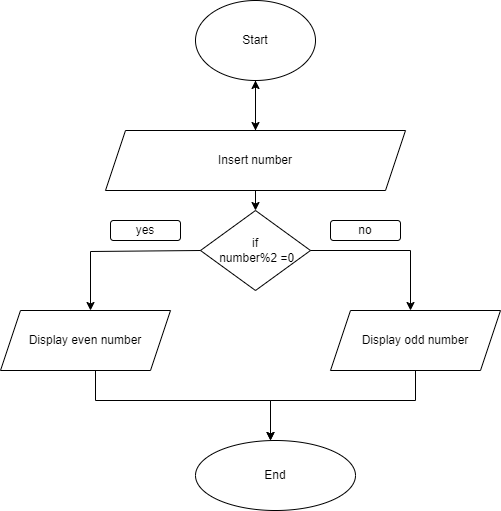 Start
Insert number
yes
no
if
number%2 =0
Display even number
Display odd number
End